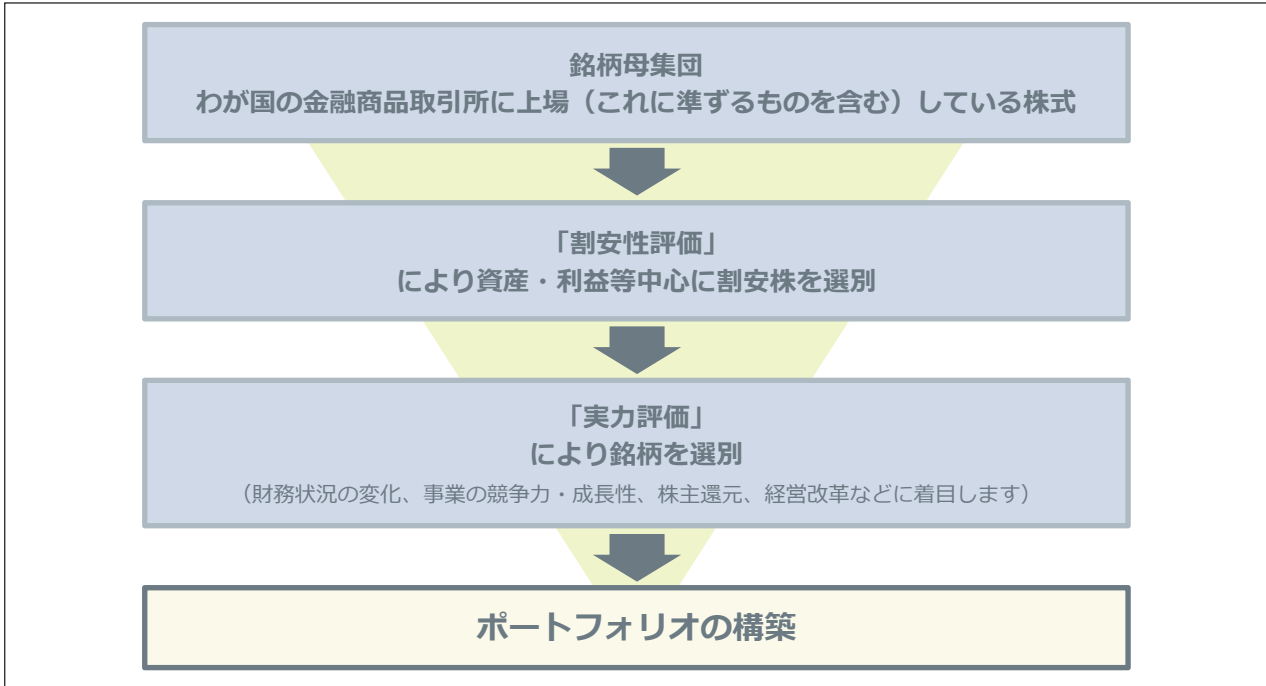 銘柄母集団
わが国の金融商品取引所に上場（これに準ずるものを含む）している株式
「割安性評価」
により資産・利益等中心に割安株を選別
「実力評価」
により銘柄を選別
（財務状況の変化、事業の競争力・成長性、株主還元、経営改革などに着目します）
ポートフォリオの構築